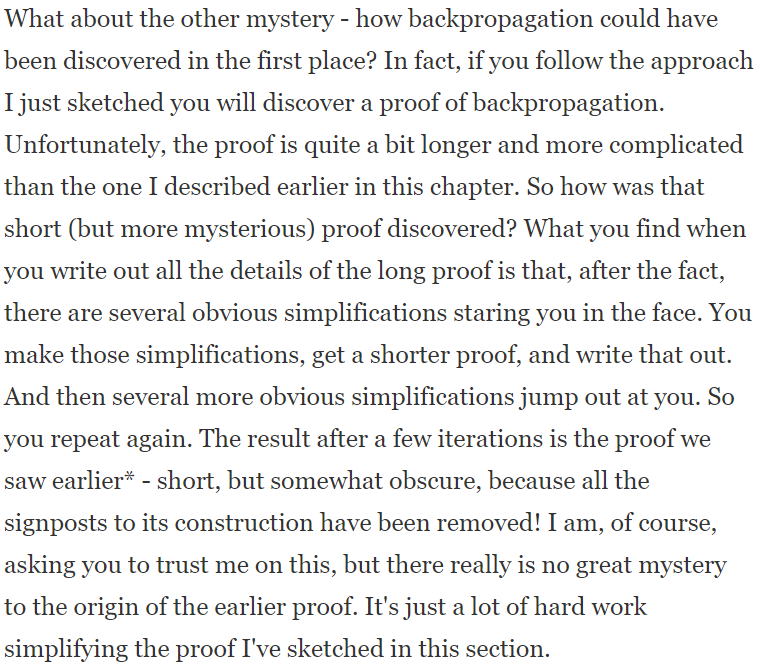 What about the other mystery - how backpropagation could have
been discovered in the first place? In fact, if you follow the approach
I just sketched you will discover a proof of backpropagation.
Unfortunately, the proof is quite a bit longer and more complicated
than the one I described earlier in this chapter. So how was that
short (but more mysterious) proof discovered? What you find when
you write out all the details of the long proof is that, after the fact,
there are several obvious simplifications staring you in the face. You
make those simplifications, get a shorter proof, and write that out.
And then several more obvious simplifications jump out at you. So
you repeat again. The result after a few iterations is the proof we
saw earlier* - short, but somewhat obscure, because all the
signposts to its construction have been removed! I am, of course,
asking you to trust me on this, but there really is no great mystery
to the origin of the earlier proof. It's just a lot of hard work
simplifying the proof I've sketched in this section.